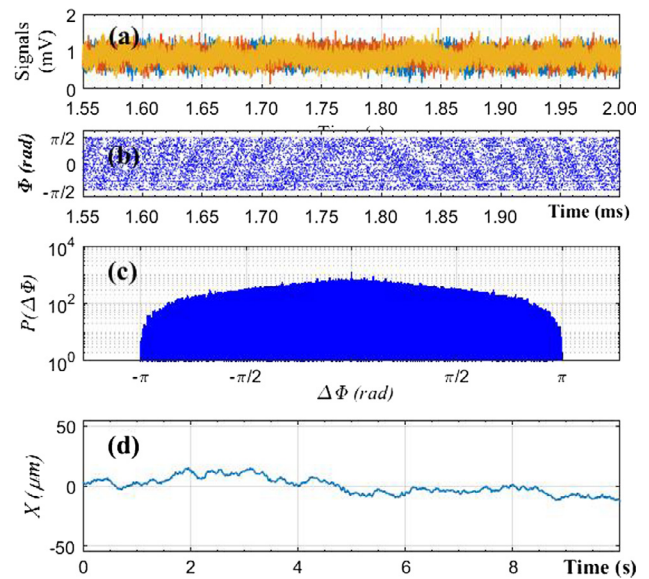 2
(a)
Signals
(mV)
1
0
1.55 1.60 1.65 1.70 1.75 1.80 1.85 1.90 1.95 2.00
(b)
Φ (rad)
π/2
0
-π/2
1.55 1.60 1.65 1.70 1.75 1.80 1.85 1.90 Time (ms)
10^4
(c)
P(ΔΦ)
10^2
10^0
-π -π/2 π/2 π
ΔΦ (rad)
50
(d)
X (μm)
0
-50
0 2 4 6 8 Time (s)